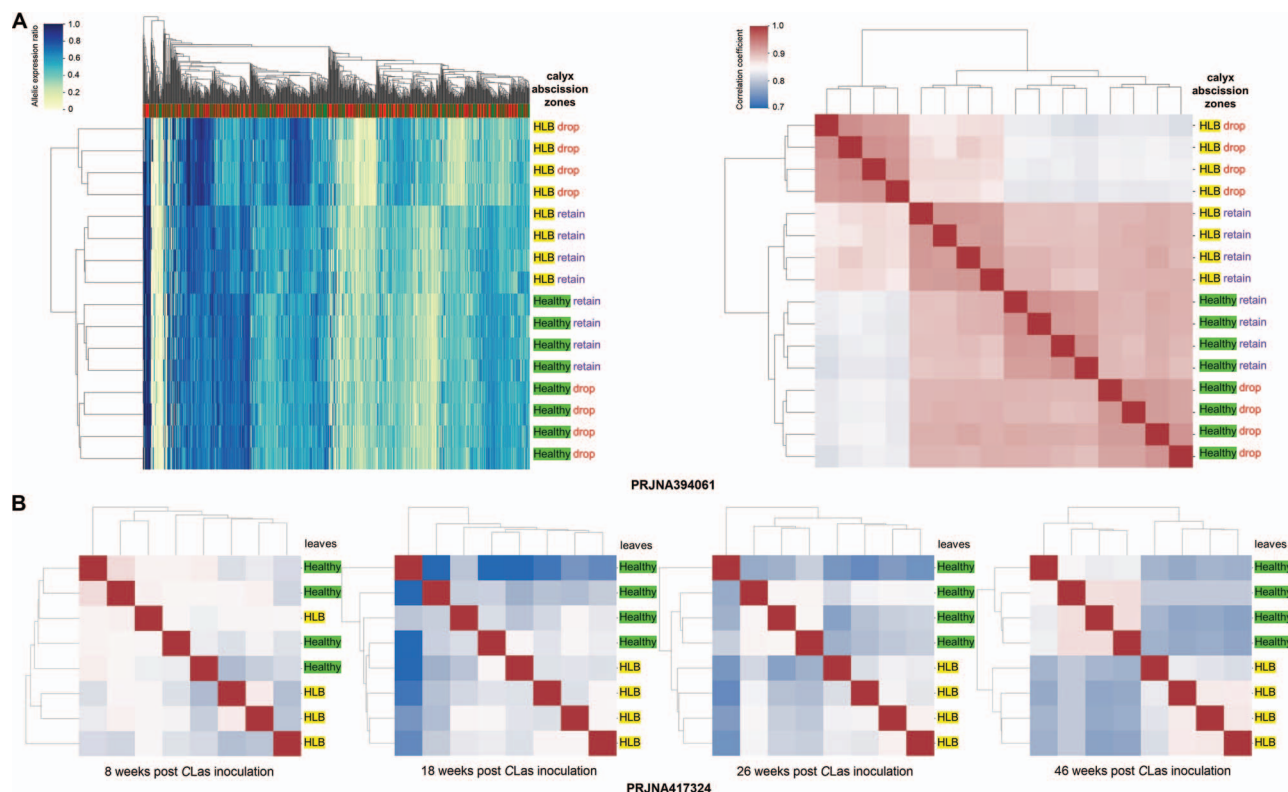 A
1.0
0.8
0.6
0.4
0.2
0
Allelic expression ratio
calyx
abscission
zones
HLB drop
HLB drop
HLB drop
HLB drop
HLB retain
HLB retain
HLB retain
HLB retain
Healthy retain
Healthy retain
Healthy retain
Healthy retain
Healthy drop
Healthy drop
Healthy drop
Healthy drop
1.0
0.9
0.8
0.7
Correlation coefficient
calyx
abscission
zones
HLB drop
HLB drop
HLB drop
HLB drop
HLB retain
HLB retain
HLB retain
HLB retain
Healthy retain
Healthy retain
Healthy retain
Healthy retain
Healthy drop
Healthy drop
Healthy drop
Healthy drop
PRJNA394061
B
leaves
Healthy
Healthy
HLB
Healthy
Healthy
HLB
HLB
HLB
8 weeks post CLas inoculation
leaves
Healthy
Healthy
Healthy
Healthy
HLB
HLB
HLB
HLB
18 weeks post CLas inoculation
leaves
Healthy
Healthy
Healthy
Healthy
HLB
HLB
HLB
HLB
26 weeks post CLas inoculation
leaves
Healthy
Healthy
Healthy
Healthy
HLB
HLB
HLB
HLB
46 weeks post CLas inoculation
PRJNA417324